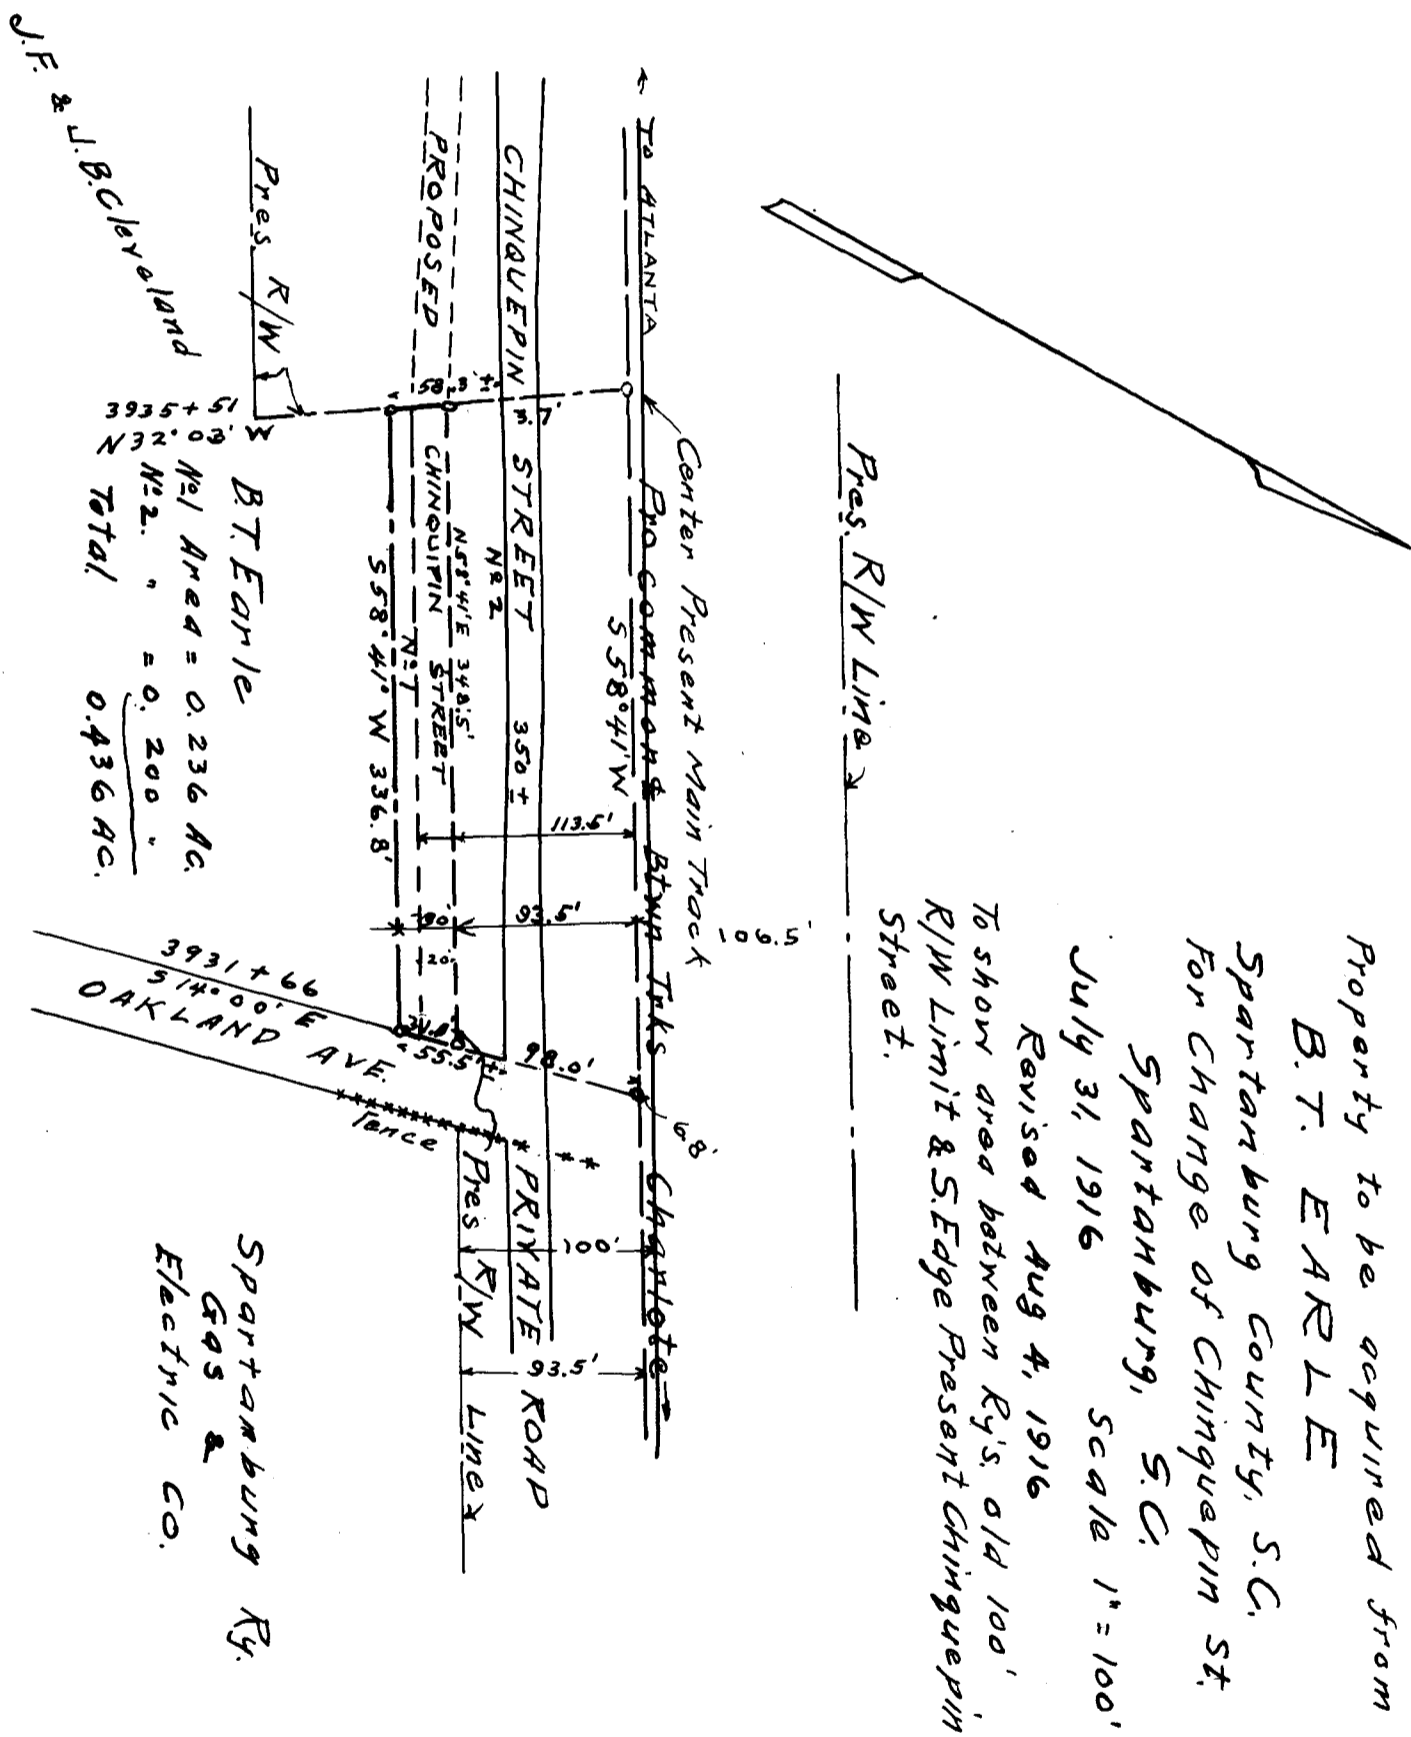 Property to be acquired from
B.T. EARLE
Spartanburg County, S.C.
For Change of Chinquepin St.
Spartanburg, S.C.
July 31, 1916 Scale 1" = 100'
Revised Aug 4, 1916
To show area between Ry's. old 100'
R/W Limit & S. Edge Present Chinquepin
Street.
Pres. R/W Line
106.5'
Center Present Main Track
← TO ATLANTA
Pro Common ℄ Btwn Trks
Charlote →
S 58° 41' W
6.8'
CHINQUEPIN STREET 350 ±
3.7'
Nº 2
113.5'
93.5'
98.0'
100'
93.5'
PRIVATE ROAD
PROPOSED
CHINQUIPIN STREET
N 58° 41' E 348.5'
58.3' ±
Nº 1
20'
55.5' ±
S 58° 41' W 336.8'
Pres R/W Line
Fence
Pres. R/W
J.F. & J.B. Cleveland
3935 + 51
N 32° 03' W
3931 + 66
S 14° 00' E
OAKLAND AVE.
B.T. Earle
Nº 1 Area = 0.236 Ac.
Nº 2. " = 0.200 "
Total 0.436 Ac.
Spartanburg Ry.
Gas &
Electric Co.